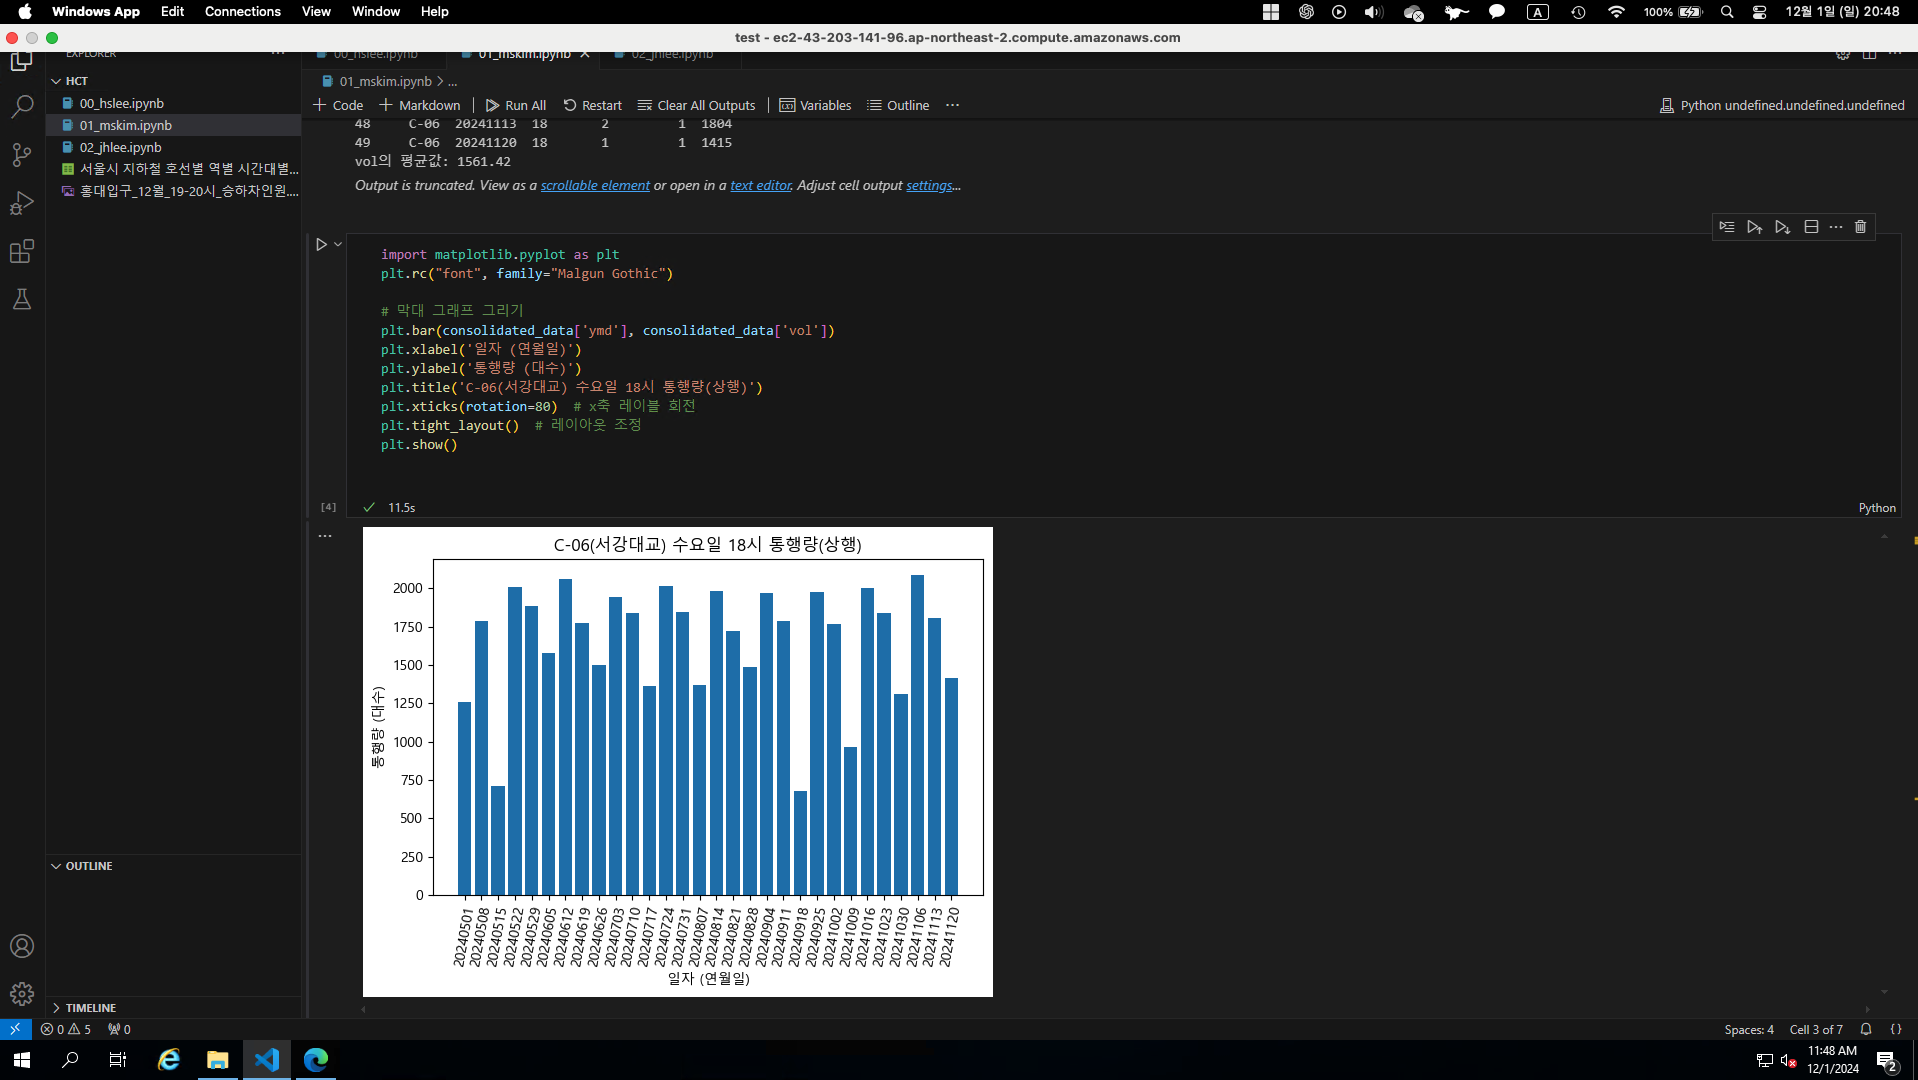 Windows App Edit Connections View Window Help
A 100% 12월 1일 (일) 20:48
test - ec2-43-203-141-96.ap-northeast-2.compute.amazonaws.com
EXPLORER
00_hslee.ipynb 01_mskim.ipynb 02_jhlee.ipynb
HCT
00_hslee.ipynb
01_mskim.ipynb
02_jhlee.ipynb
서울시 지하철 호선별 역별 시간대별...
홍대입구_12월_19-20시_승하차인원....
OUTLINE
TIMELINE
01_mskim.ipynb > ...
Code Markdown Run All Restart Clear All Outputs Variables Outline ...
Python undefined.undefined.undefined
48 C-06 20241113 18 2 1 1804
49 C-06 20241120 18 1 1 1415
vol의 평균값: 1561.42
Output is truncated. View as a scrollable element or open in a text editor. Adjust cell output settings...
import matplotlib.pyplot as plt
plt.rc("font", family="Malgun Gothic")
# 막대 그래프 그리기
plt.bar(consolidated_data['ymd'], consolidated_data['vol'])
plt.xlabel('일자 (연월일)')
plt.ylabel('통행량 (대수)')
plt.title('C-06(서강대교) 수요일 18시 통행량(상행)')
plt.xticks(rotation=80) # x축 레이블 회전
plt.tight_layout() # 레이아웃 조정
plt.show()
[4] 11.5s
Python
C-06(서강대교) 수요일 18시 통행량(상행)
통행량 (대수)
2000
1750
1500
1250
1000
750
500
250
0
20240501
20240508
20240515
20240522
20240529
20240605
20240612
20240619
20240626
20240703
20240710
20240717
20240724
20240731
20240807
20240814
20240821
20240828
20240904
20240911
20240918
20240925
20241002
20241009
20241016
20241023
20241030
20241106
20241113
20241120
일자 (연월일)
0 5 0
Spaces: 4 Cell 3 of 7
11:48 AM
12/1/2024
2